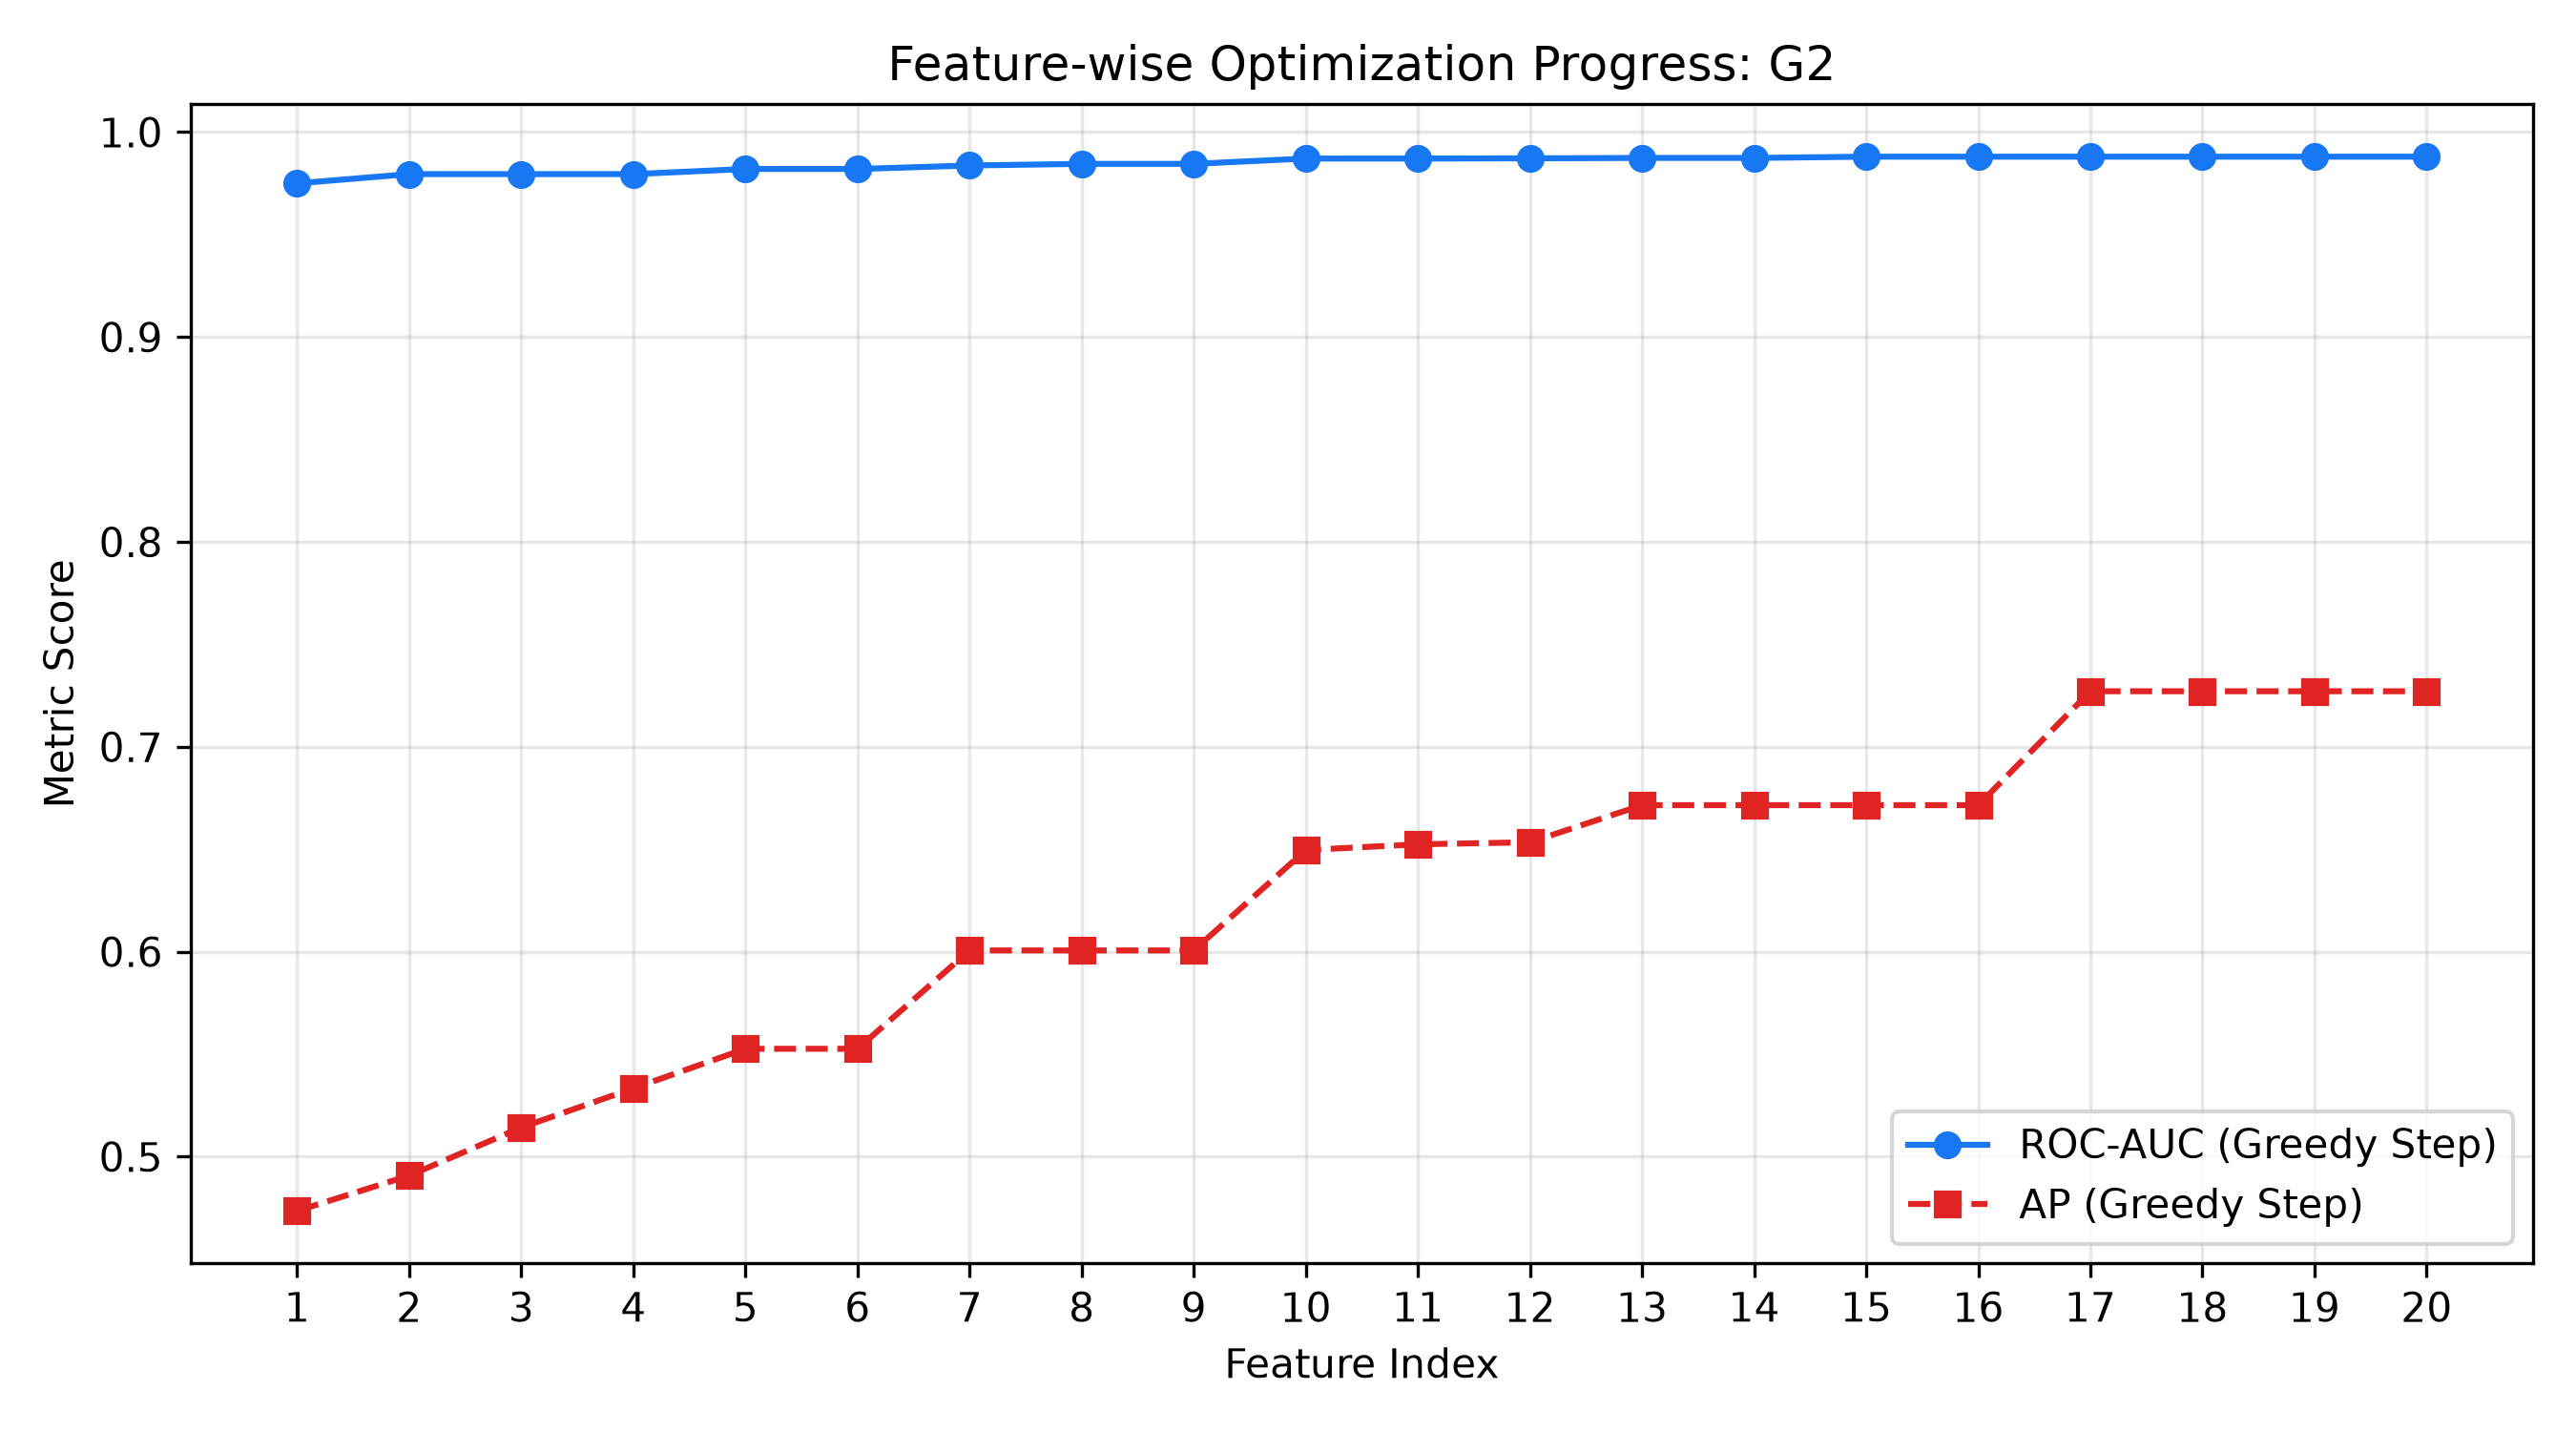 Feature-wise Optimization Progress: G2
1.0
0.9
0.8
0.7
0.6
0.5
Metric Score
ROC-AUC (Greedy Step)
AP (Greedy Step)
1 2 3 4 5 6 7 8 9 10 11 12 13 14 15 16 17 18 19 20
Feature Index